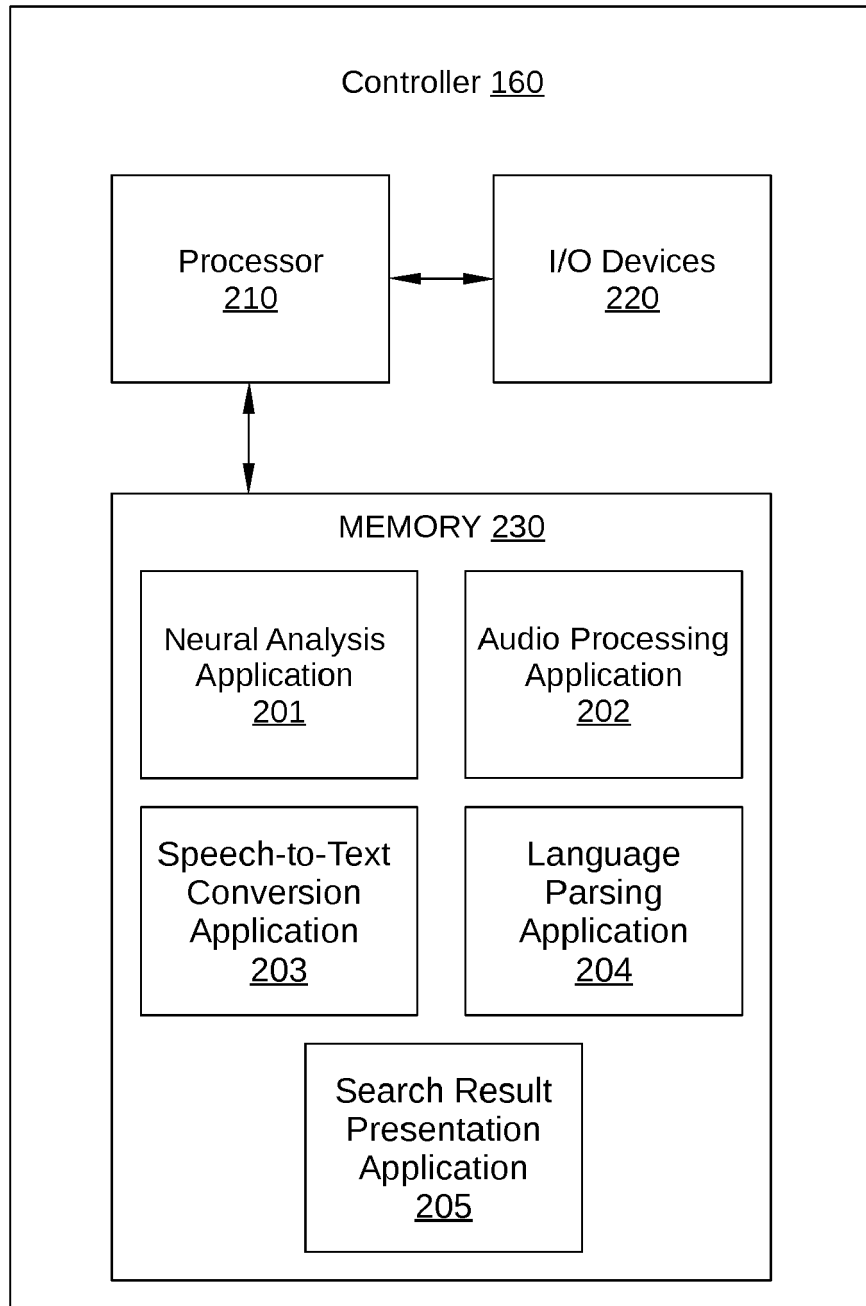 Controller 160
Processor
210
I/O Devices
220
MEMORY 230
Neural Analysis
Application
201
Audio Processing
Application
202
Speech-to-Text
Conversion
Application
203
Language
Parsing
Application
204
Search Result
Presentation
Application
205